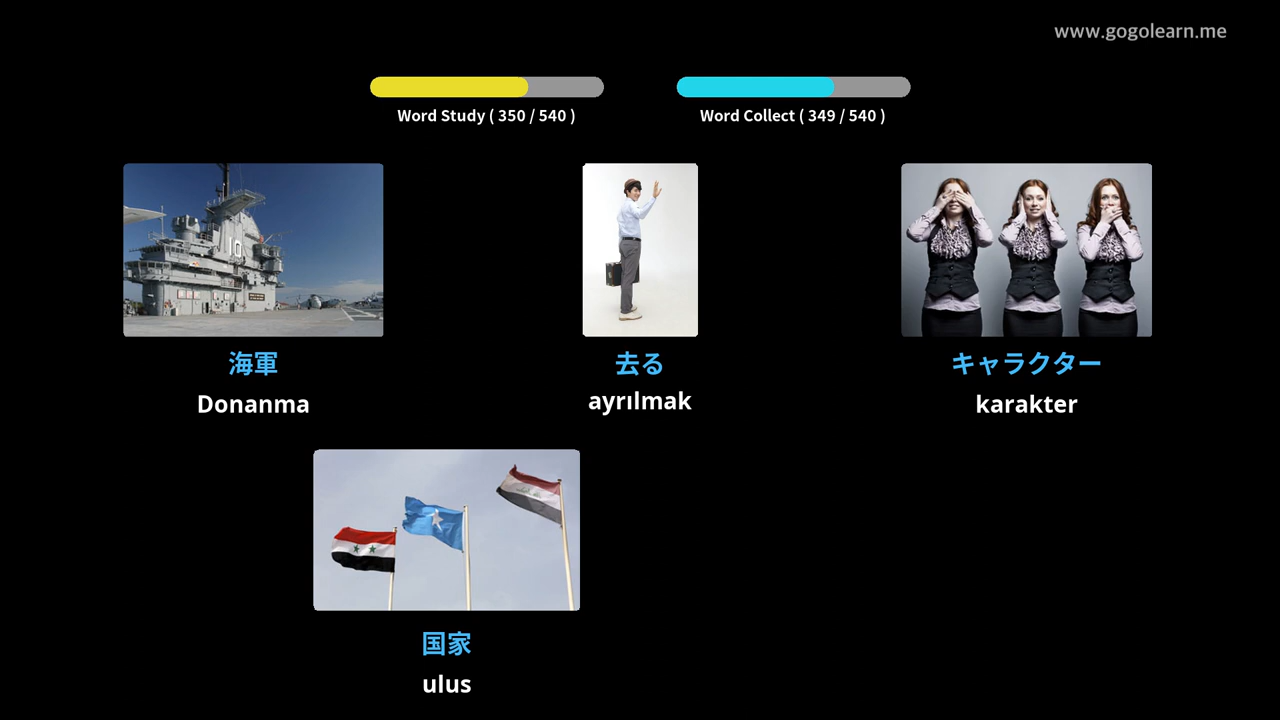 www.gogolearn.me
Word Study ( 350 / 540 )
Word Collect ( 349 / 540 )
10
海軍
去る
キャラクター
Donanma
ayrılmak
karakter
国家
ulus